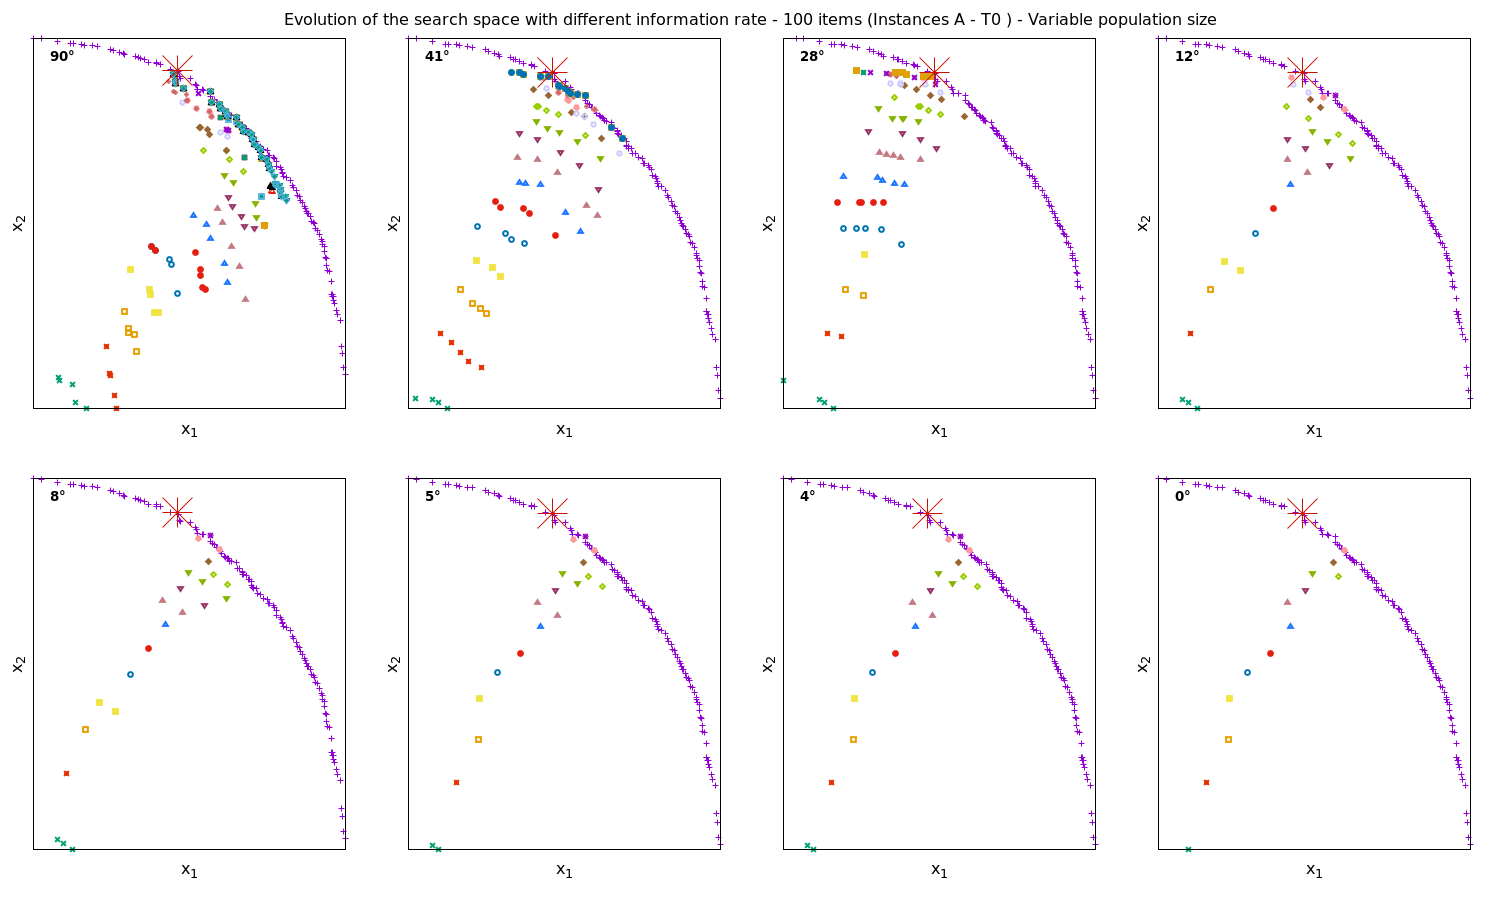 Evolution of the search space with different information rate - 100 items (Instances A - T0 ) - Variable population size
90°
41°
28°
12°
x2
x2
x2
x2
x1
x1
x1
x1
8°
5°
4°
0°
x2
x2
x2
x2
x1
x1
x1
x1